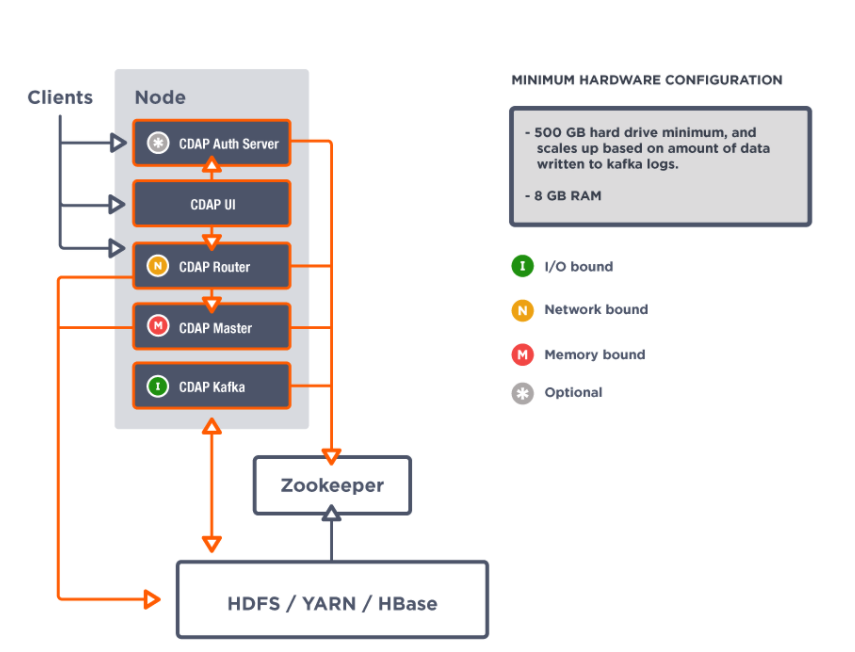 Clients
Node
* CDAP Auth Server
CDAP UI
N CDAP Router
M CDAP Master
I CDAP Kafka
Zookeeper
HDFS / YARN / HBase
MINIMUM HARDWARE CONFIGURATION
- 500 GB hard drive minimum, and
scales up based on amount of data
written to kafka logs.
- 8 GB RAM
I I/O bound
N Network bound
M Memory bound
* Optional